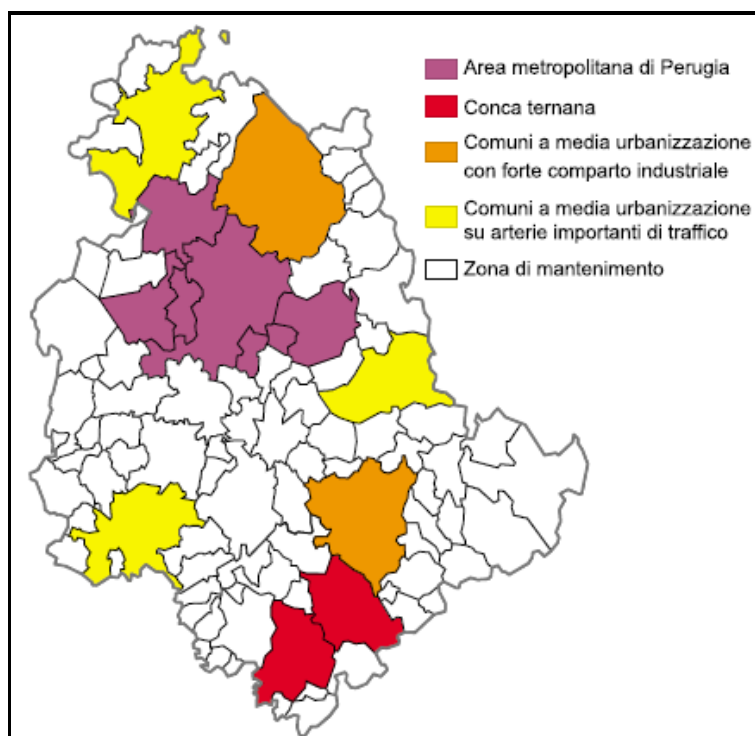 Area metropolitana di Perugia
Conca ternana
Comuni a media urbanizzazione
con forte comparto industriale
Comuni a media urbanizzazione
su arterie importanti di traffico
Zona di mantenimento